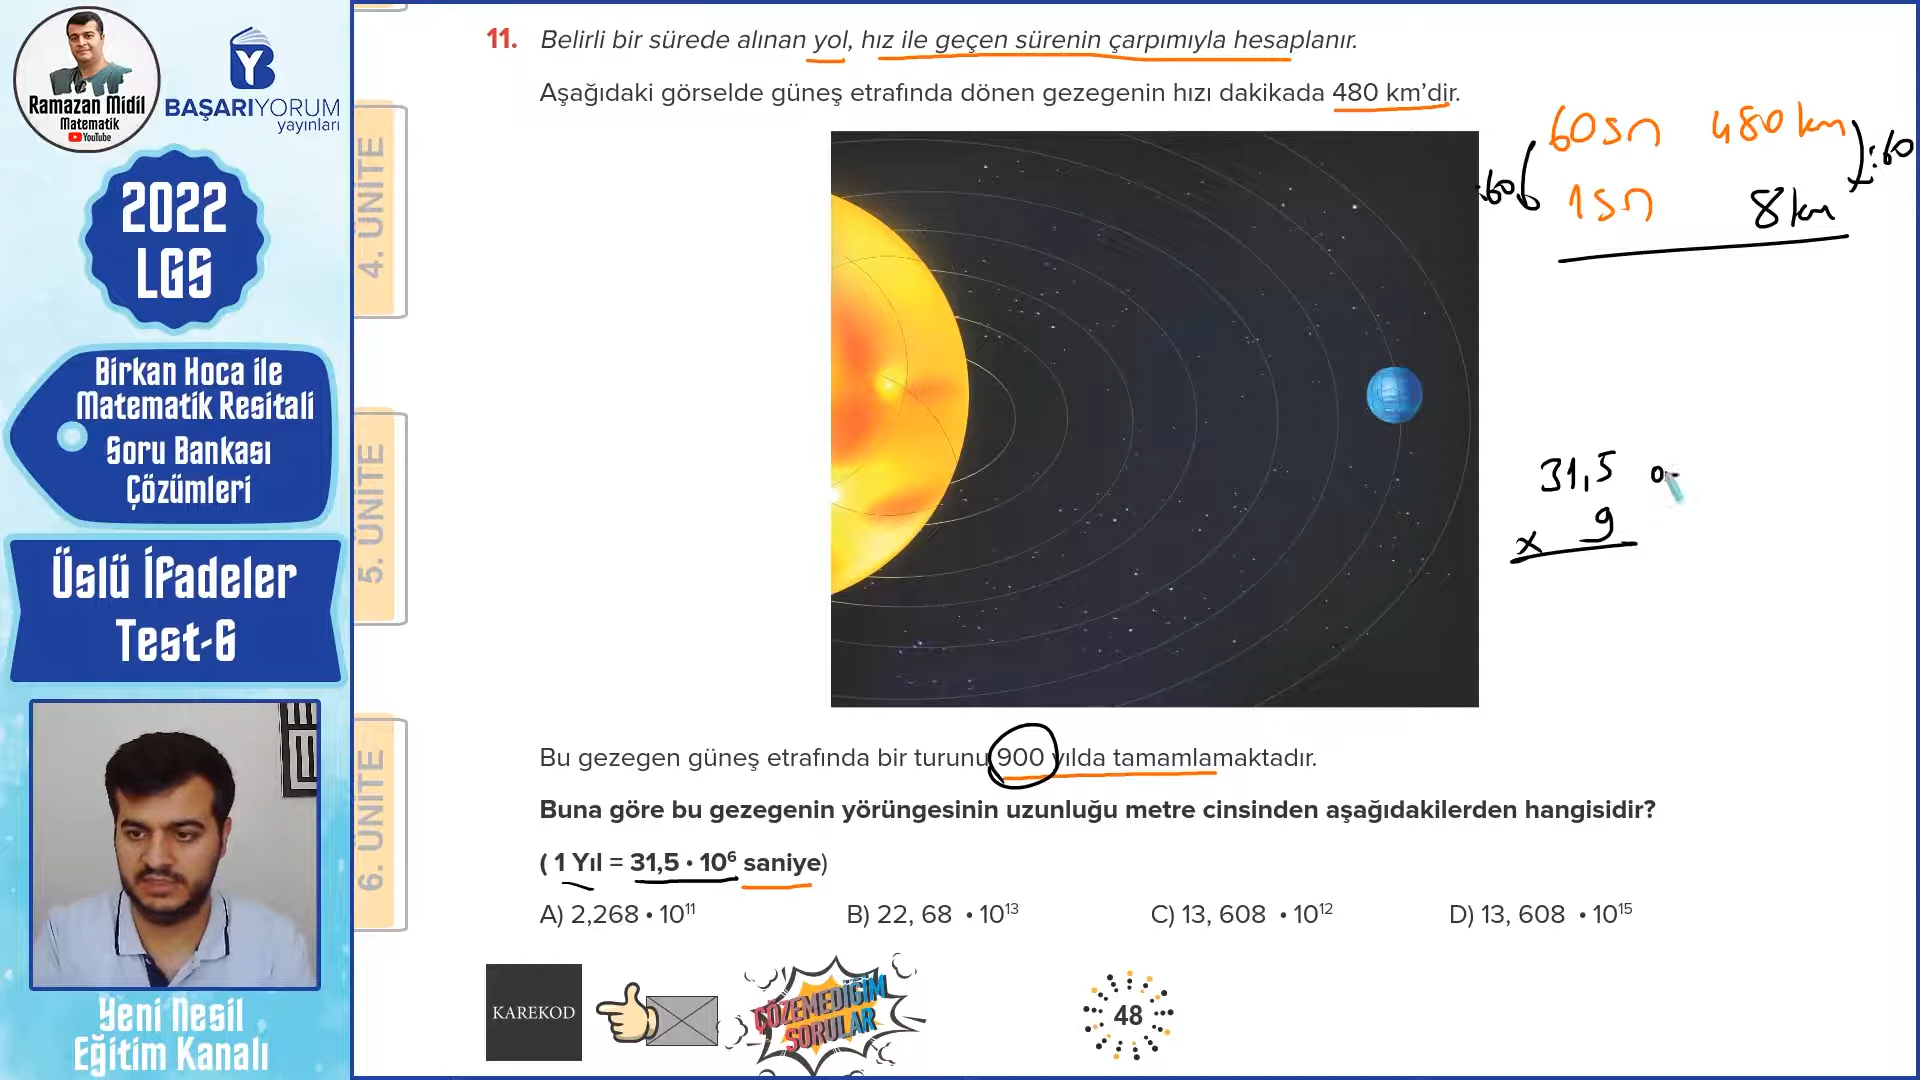 Ramazan Midil
Matematik
YouTube
BAŞARIYORUM
yayınları
2022
LGS
Birkan Hoca ile
Matematik Resitali
Soru Bankası
Çözümleri
Üslü İfadeler
Test-6
Yeni Nesil
Eğitim Kanalı
4. ÜNİTE
5. ÜNİTE
6. ÜNİTE
11. Belirli bir sürede alınan yol, hız ile geçen sürenin çarpımıyla hesaplanır.
Aşağıdaki görselde güneş etrafında dönen gezegenin hızı dakikada 480 km'dir.
60sn 480 km
:60 :60
1sn 8 km
31,5
x 9
Bu gezegen güneş etrafında bir turunu 900 yılda tamamlamaktadır.
Buna göre bu gezegenin yörüngesinin uzunluğu metre cinsinden aşağıdakilerden hangisidir?
( 1 Yıl = 31,5 • 10⁶ saniye)
A) 2,268 • 10¹¹ B) 22, 68 • 10¹³ C) 13, 608 • 10¹² D) 13, 608 • 10¹⁵
KAREKOD
ÇÖZEMEDİĞİM
SORULAR
48